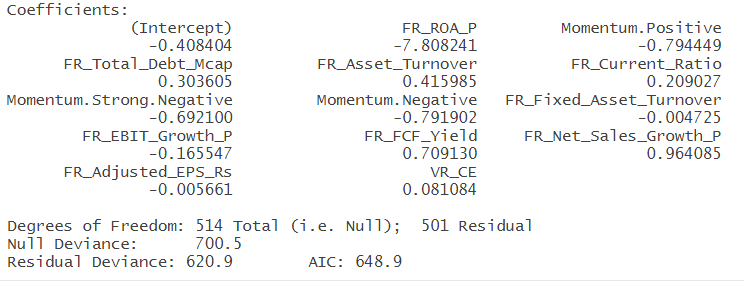 Coefficients:
(Intercept) FR_ROA_P Momentum.Positive
-0.408404 -7.808241 -0.794449
FR_Total_Debt_Mcap FR_Asset_Turnover FR_Current_Ratio
0.303605 0.415985 0.209027
Momentum.Strong.Negative Momentum.Negative FR_Fixed_Asset_Turnover
-0.692100 -0.791902 -0.004725
FR_EBIT_Growth_P FR_FCF_Yield FR_Net_Sales_Growth_P
-0.165547 0.709130 0.964085
FR_Adjusted_EPS_Rs VR_CE
-0.005661 0.081084
Degrees of Freedom: 514 Total (i.e. Null); 501 Residual
Null Deviance: 700.5
Residual Deviance: 620.9 AIC: 648.9